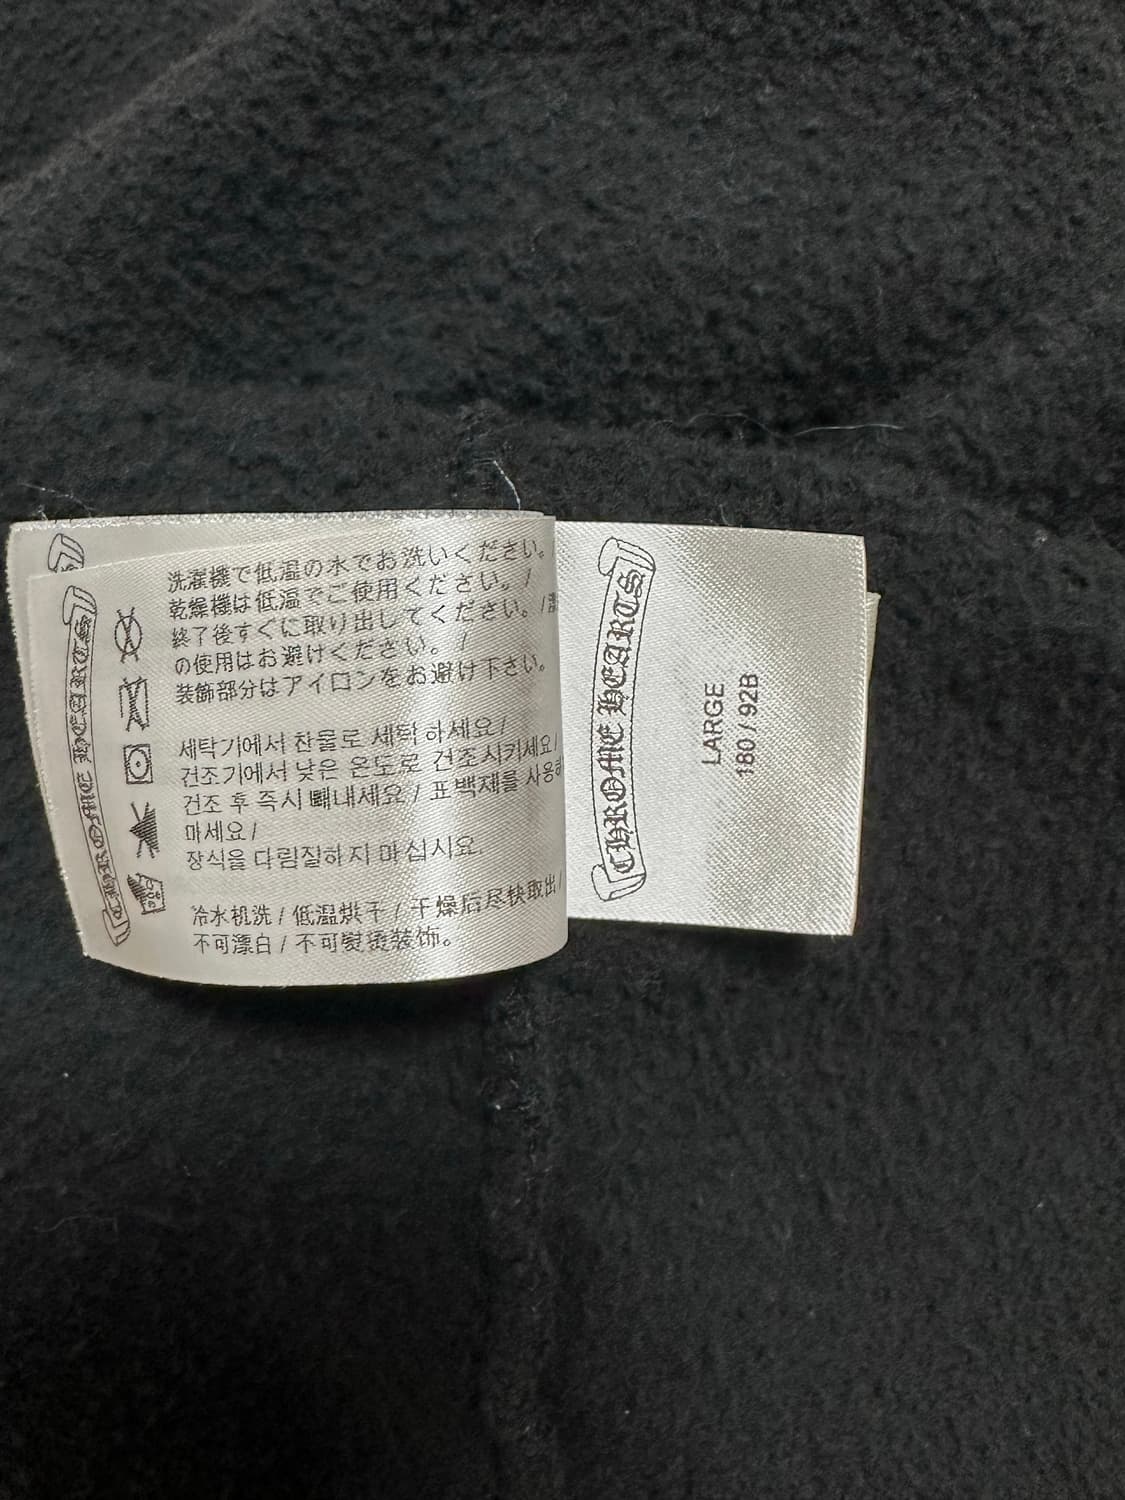 CHROME HEARTS
洗濯機で低温の水でお洗いください。/
乾燥機は低温でご使用ください。/
終了後すぐに取り出してください。/
の使用はお避けください。/
装飾部分はアイロンをお避け下さい。
세탁기에서 찬물로 세탁 하세요/
건조기에서 낮은 온도로 건조시키세요/
건조 후 즉시 빼내세요/ 표백제를 사용하
마세요/
장식을 다림질하지 마십시요.
冷水机洗 / 低温烘干 / 干燥后尽快取出/
不可漂白 / 不可熨烫装饰。
CHROME HEARTS
LARGE
180 / 92B